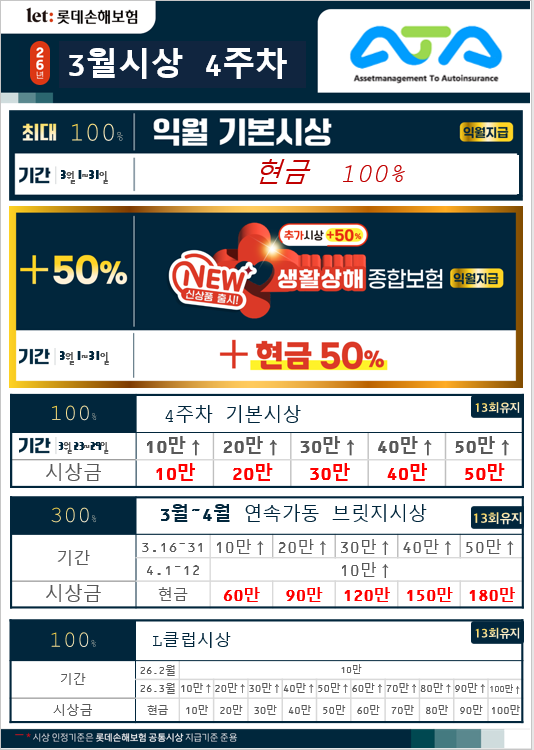 let: 롯데손해보험
26년 3월시상 4주차
ATA
Assetmanagement To Autoinsurance
최대 100% 익월 기본시상 익월지급
기간 3월 1~31일 현금 100%
추가시상 +50%
+50% NEW 신상품 출시! 생활상해 종합보험 익월지급
기간 3월 1~31일 + 현금 50%
100% 4주차 기본시상 13회유지
기간 3월 23~29일 10만↑ 20만↑ 30만↑ 40만↑ 50만↑
시상금 10만 20만 30만 40만 50만
300% 3월~4월 연속가동 브릿지시상 13회유지
기간 3.16~31 10만↑ 20만↑ 30만↑ 40만↑ 50만↑
4.1~12 10만↑
시상금 현금 60만 90만 120만 150만 180만
100% L클럽시상 13회유지
기간 26.2월 10만
26.3월 10만↑ 20만↑ 30만↑ 40만↑ 50만↑ 60만↑ 70만↑ 80만↑ 90만↑ 100만↑
시상금 현금 10만 20만 30만 40만 50만 60만 70만 80만 90만 100만
* 시상 인정기준은 롯데손해보험 공통시상 지급기준 준용